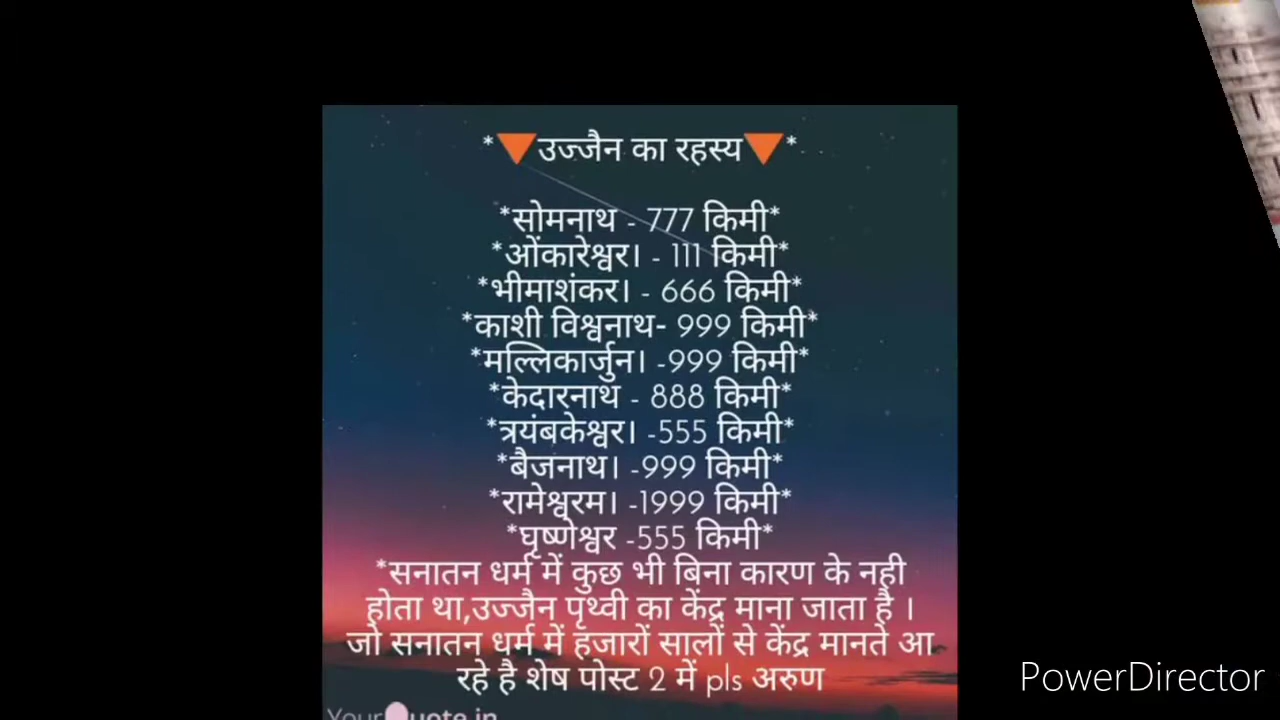 *🔻उज्जैन का रहस्य🔻*
*सोमनाथ - 777 किमी*
*ओंकारेश्वर। - 111 किमी*
*भीमाशंकर। - 666 किमी*
*काशी विश्वनाथ- 999 किमी*
*मल्लिकार्जुन। -999 किमी*
*केदारनाथ - 888 किमी*
*त्रयंबकेश्वर। -555 किमी*
*बैजनाथ। -999 किमी*
*रामेश्वरम। -1999 किमी*
*घृष्णेश्वर -555 किमी*
*सनातन धर्म में कुछ भी बिना कारण के नही
होता था,उज्जैन पृथ्वी का केंद्र माना जाता है ।
जो सनातन धर्म में हजारों सालों से केंद्र मानते आ
रहे है शेष पोस्ट 2 में pls अरुण
PowerDirector